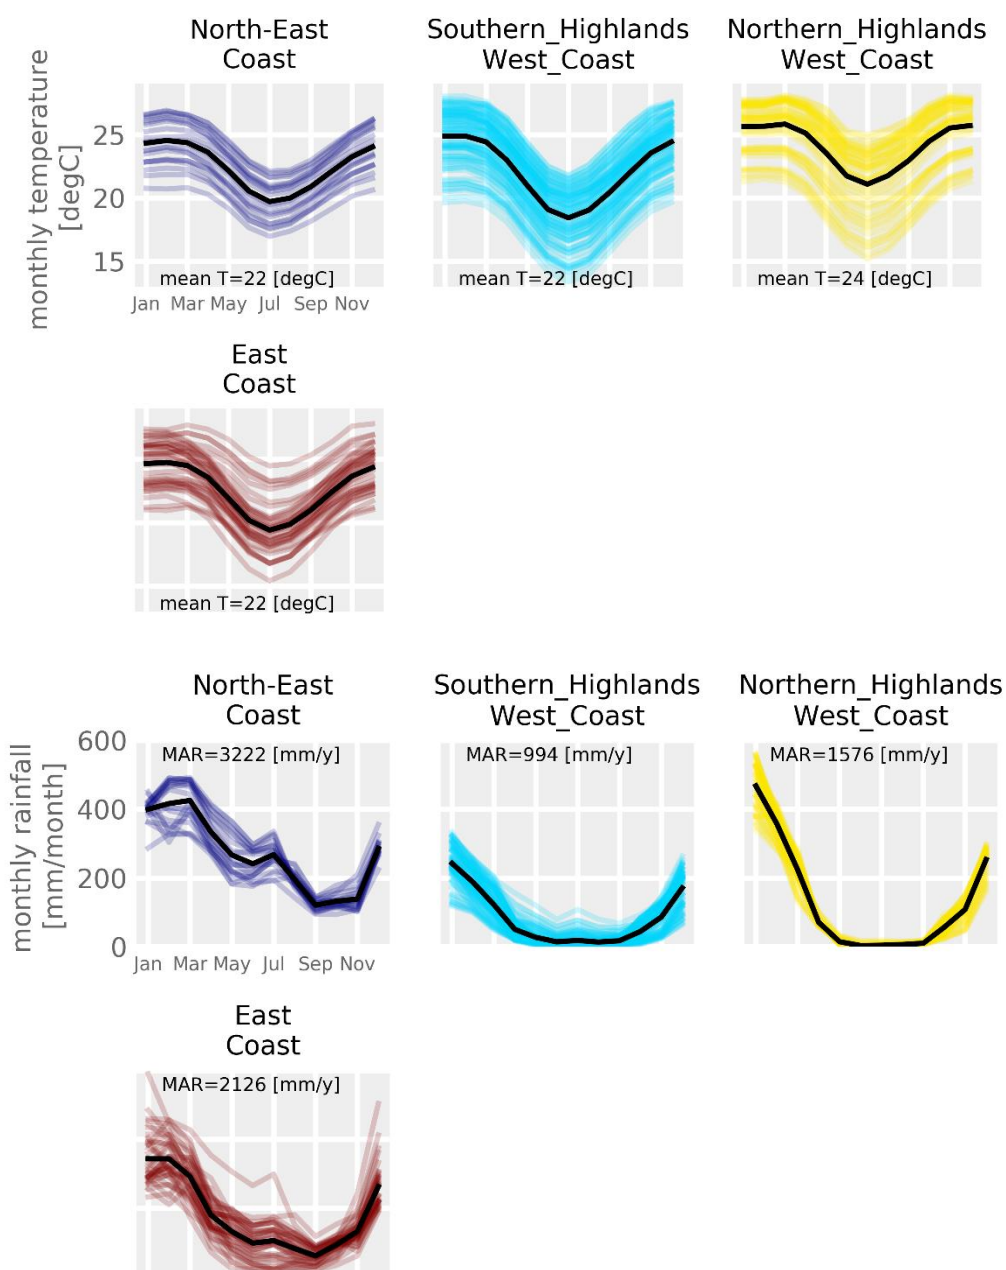 North-East
Coast
Southern_Highlands
West_Coast
Northern_Highlands
West_Coast
monthly temperature
[degC]
25
20
15
mean T=22 [degC]
mean T=22 [degC]
mean T=24 [degC]
Jan Mar May Jul Sep Nov
East
Coast
mean T=22 [degC]
North-East
Coast
Southern_Highlands
West_Coast
Northern_Highlands
West_Coast
monthly rainfall
[mm/month]
600
400
200
0
MAR=3222 [mm/y]
MAR=994 [mm/y]
MAR=1576 [mm/y]
Jan Mar May Jul Sep Nov
East
Coast
MAR=2126 [mm/y]